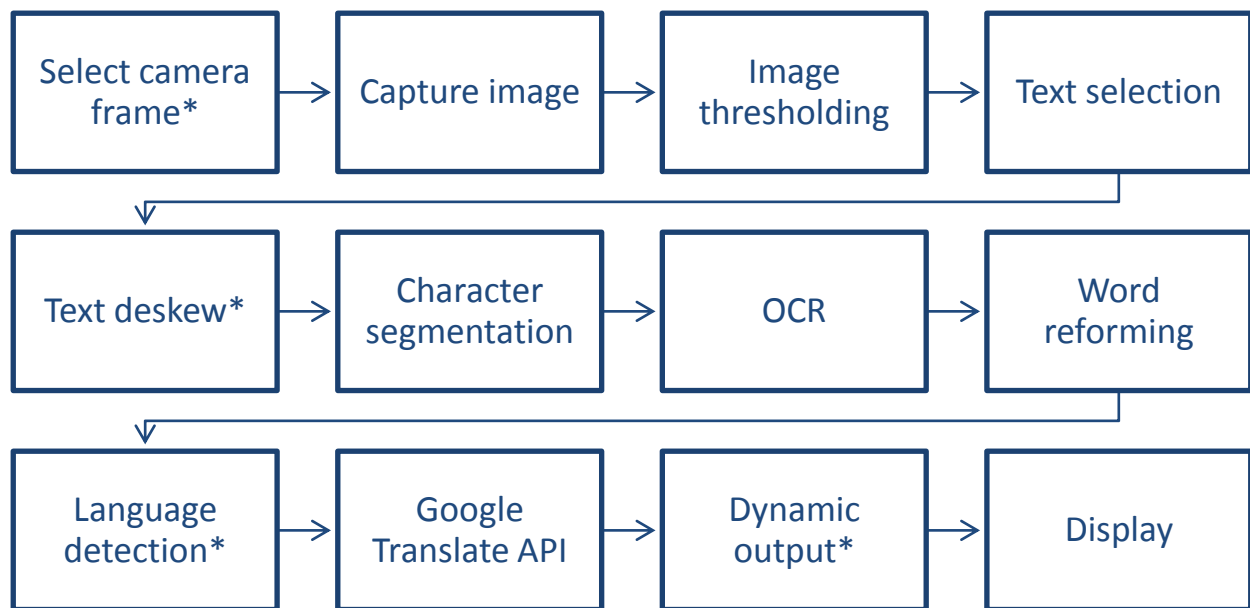 Select camera
frame*
Capture image
Image
thresholding
Text selection
Text deskew*
Character
segmentation
OCR
Word
reforming
Language
detection*
Google
Translate API
Dynamic
output*
Display